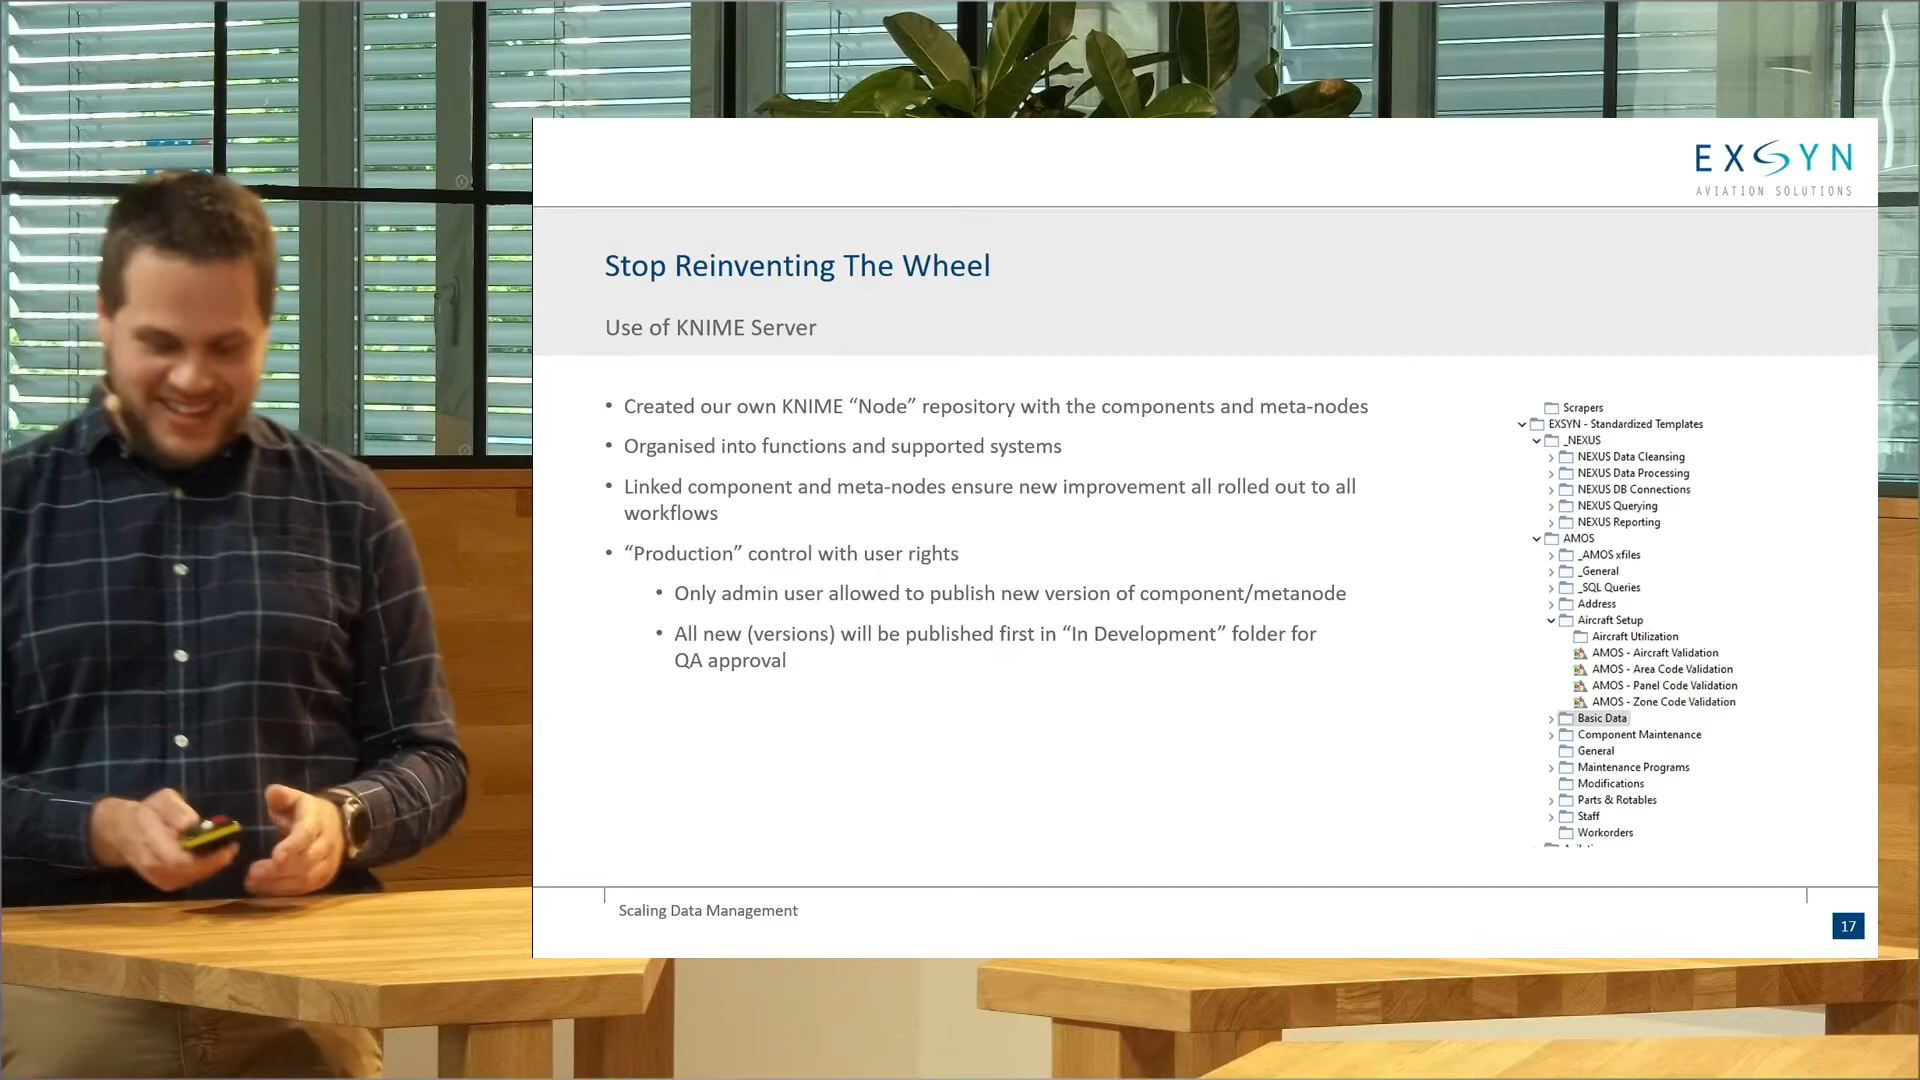 EXSYN
AVIATION SOLUTIONS
Stop Reinventing The Wheel
Use of KNIME Server
• Created our own KNIME “Node” repository with the components and meta-nodes
• Organised into functions and supported systems
• Linked component and meta-nodes ensure new improvement all rolled out to all
workflows
• “Production” control with user rights
• Only admin user allowed to publish new version of component/metanode
• All new (versions) will be published first in “In Development” folder for
QA approval
Scrapers
EXSYN - Standardized Templates
_NEXUS
NEXUS Data Cleansing
NEXUS Data Processing
NEXUS DB Connections
NEXUS Querying
NEXUS Reporting
AMOS
_AMOS xfiles
_General
_SQL Queries
Address
Aircraft Setup
Aircraft Utilization
AMOS - Aircraft Validation
AMOS - Area Code Validation
AMOS - Panel Code Validation
AMOS - Zone Code Validation
Basic Data
Component Maintenance
General
Maintenance Programs
Modifications
Parts & Rotables
Staff
Workorders
Scaling Data Management
17